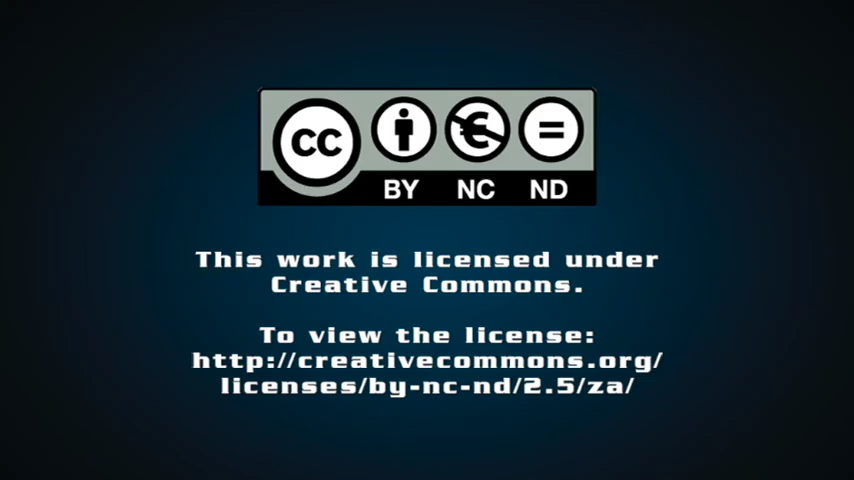 CC
BY NC ND
This work is licensed under
Creative Commons.
To view the license:
http://creativecommons.org/
licenses/by-nc-nd/2.5/za/